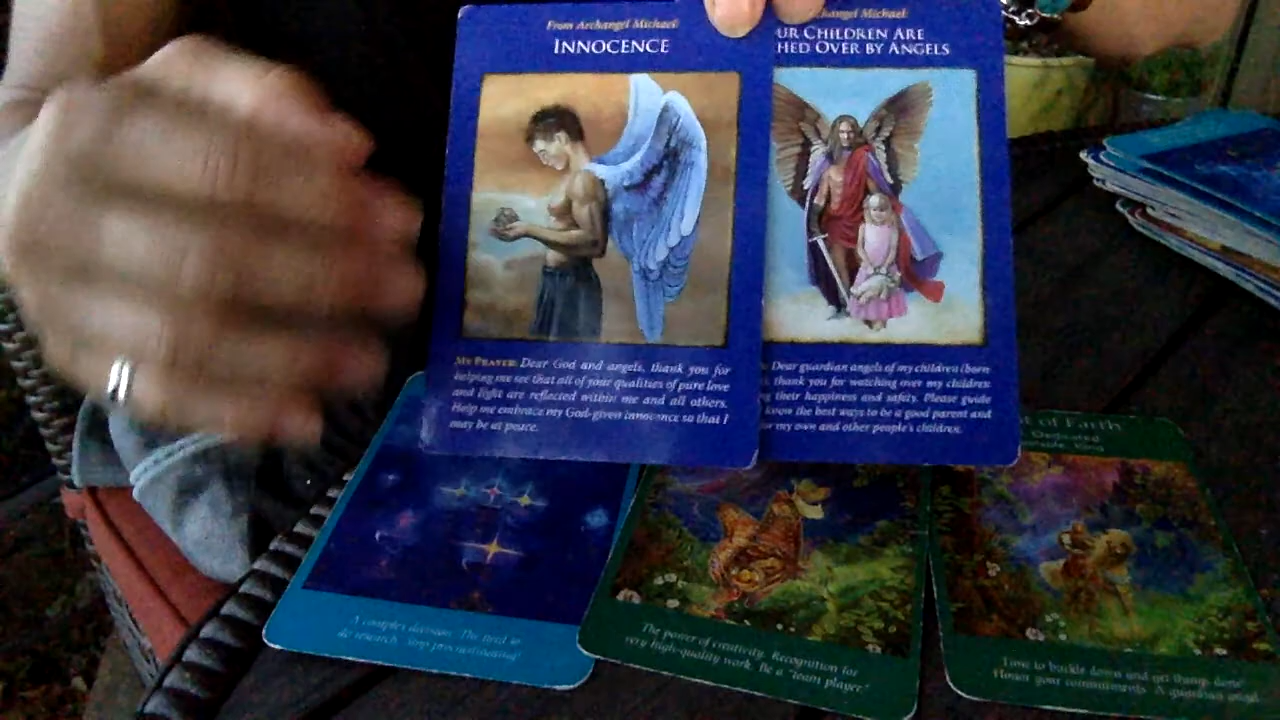 From Archangel Michael
INNOCENCE
MY PRAYER: Dear God and angels, thank you for
helping me see that all of your qualities of pure love
and light are reflected within me and all others.
Help me embrace my God-given innocence so that I
may be at peace.
changel Michael
UR CHILDREN ARE
HED OVER BY ANGELS
Dear guardian angels of my children (born
thank you for watching over my children
their happiness and safety. Please guide
know the best ways to be a good parent and
my own and other people's children.
A complex decision. The need to
do research. Stop procrastinating!
The power of creativity. Recognition for
very high-quality work. Be a "team player."
of Earth
Dedicated
Time to buckle down and get things done!
Honor your commitments. A guardian angel.